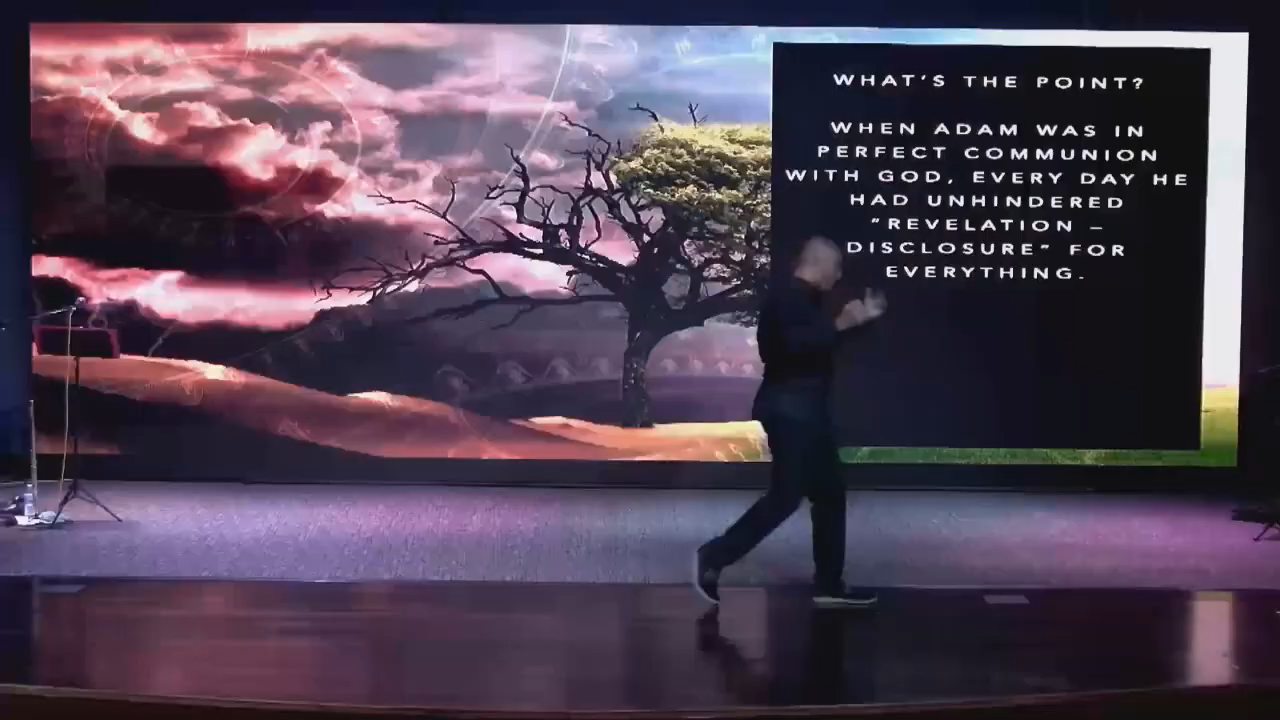 WHAT'S THE POINT?
WHEN ADAM WAS IN
PERFECT COMMUNION
WITH GOD, EVERY DAY HE
HAD UNHINDERED
"REVELATION –
DISCLOSURE" FOR
EVERYTHING.